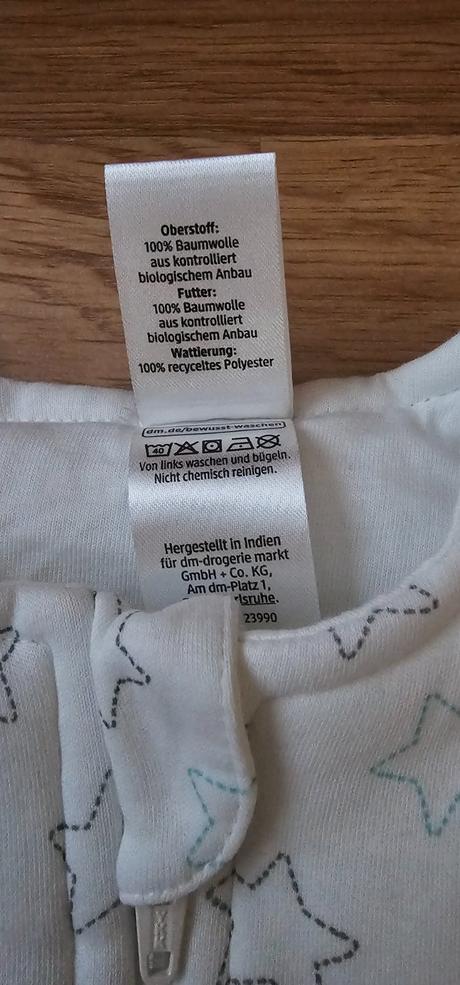 Oberstoff:
100% Baumwolle
aus kontrolliert
biologischem Anbau
Futter:
100% Baumwolle
aus kontrolliert
biologischem Anbau
Wattierung:
100% recyceltes Polyester
dm.de/bewusst-waschen
40
Von links waschen und bügeln.
Nicht chemisch reinigen.
Hergestellt in Indien
für dm-drogerie markt
GmbH + Co. KG,
Am dm-Platz 1,
23990
YKK